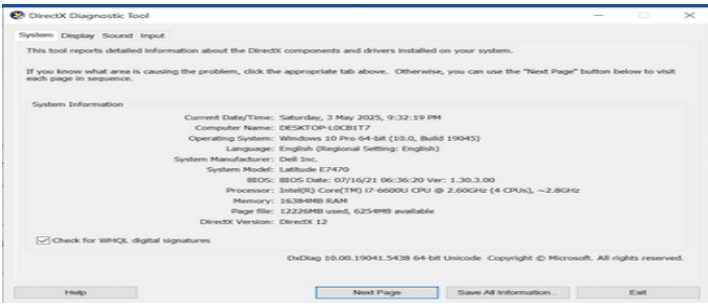 DirectX Diagnostic Tool
System Display Sound Input
This tool reports detailed information about the DirectX components and drivers installed on your system.
If you know what area is causing the problem, click the appropriate tab above. Otherwise, you can use the "Next Page" button below to visit
each page in sequence.
System Information
Current Date/Time: Saturday, 3 May 2025, 9:32:19 PM
Computer Name: DESKTOP-L0CB1T7
Operating System: Windows 10 Pro 64-bit (10.0, Build 19045)
Language: English (Regional Setting: English)
System Manufacturer: Dell Inc.
System Model: Latitude E7470
BIOS: BIOS Date: 07/16/21 06:36:20 Ver: 1.30.3.00
Processor: Intel(R) Core(TM) i7-6600U CPU @ 2.60GHz (4 CPUs), ~2.8GHz
Memory: 16384MB RAM
Page file: 12226MB used, 6254MB available
DirectX Version: DirectX 12
Check for WHQL digital signatures
DxDiag 10.00.19041.5438 64-bit Unicode Copyright © Microsoft. All rights reserved.
Help Next Page Save All Information... Exit